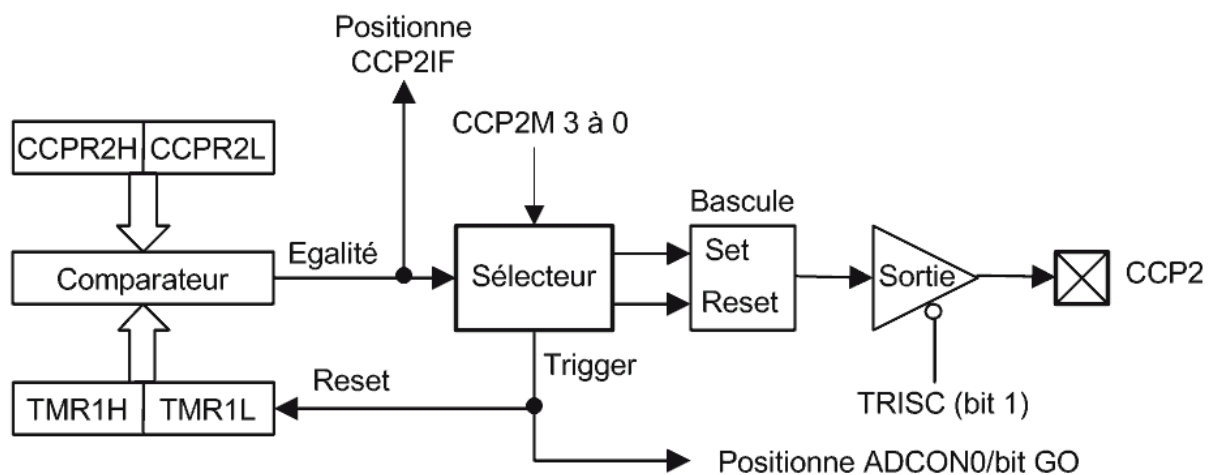 Positionne
CCP2IF
CCP2M 3 à 0
CCPR2H CCPR2L
Bascule
Egalité
Set
Comparateur
Sélecteur
Sortie
CCP2
Reset
Trigger
Reset
TMR1H TMR1L
TRISC (bit 1)
Positionne ADCON0/bit GO